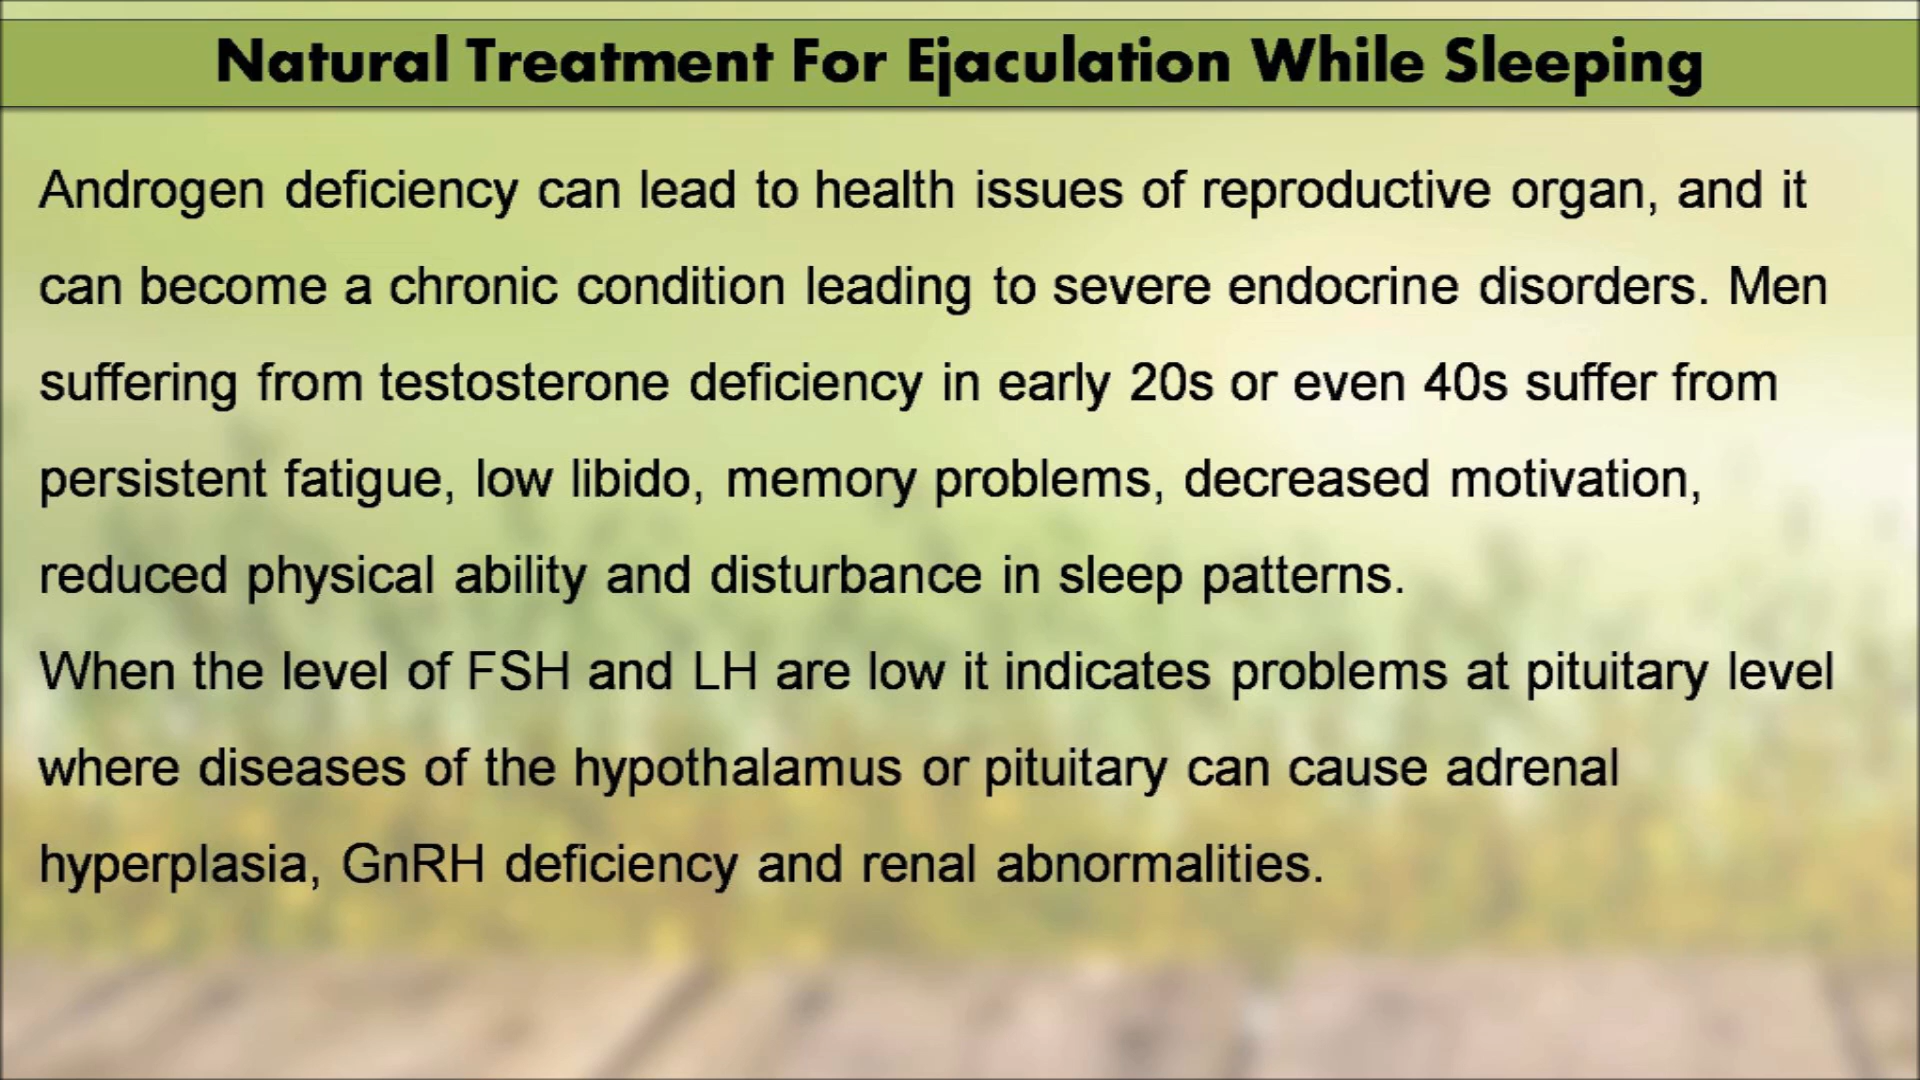 Natural Treatment For Ejaculation While Sleeping
Androgen deficiency can lead to health issues of reproductive organ, and it
can become a chronic condition leading to severe endocrine disorders. Men
suffering from testosterone deficiency in early 20s or even 40s suffer from
persistent fatigue, low libido, memory problems, decreased motivation,
reduced physical ability and disturbance in sleep patterns.
When the level of FSH and LH are low it indicates problems at pituitary level
where diseases of the hypothalamus or pituitary can cause adrenal
hyperplasia, GnRH deficiency and renal abnormalities.